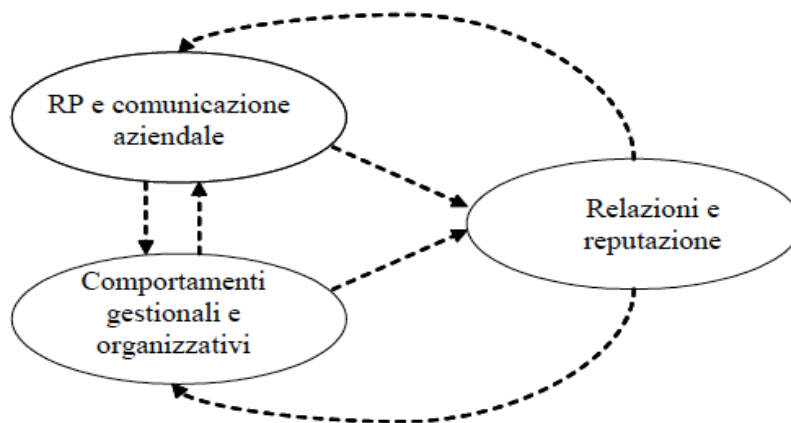 RP e comunicazione
aziendale
Relazioni e
reputazione
Comportamenti
gestionali e
organizzativi